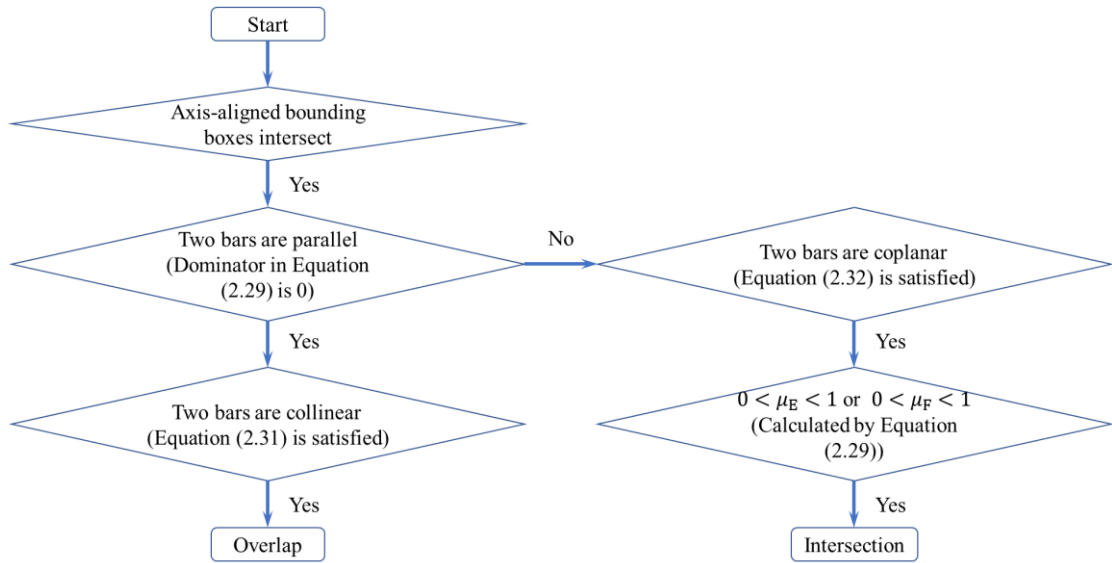 Start
Axis-aligned bounding
boxes intersect
Yes
Two bars are parallel
(Dominator in Equation
(2.29) is 0)
No
Two bars are coplanar
(Equation (2.32) is satisfied)
Yes
Yes
Two bars are collinear
(Equation (2.31) is satisfied)
0 < μ_E < 1 or 0 < μ_F < 1
(Calculated by Equation
(2.29))
Yes
Yes
Overlap
Intersection